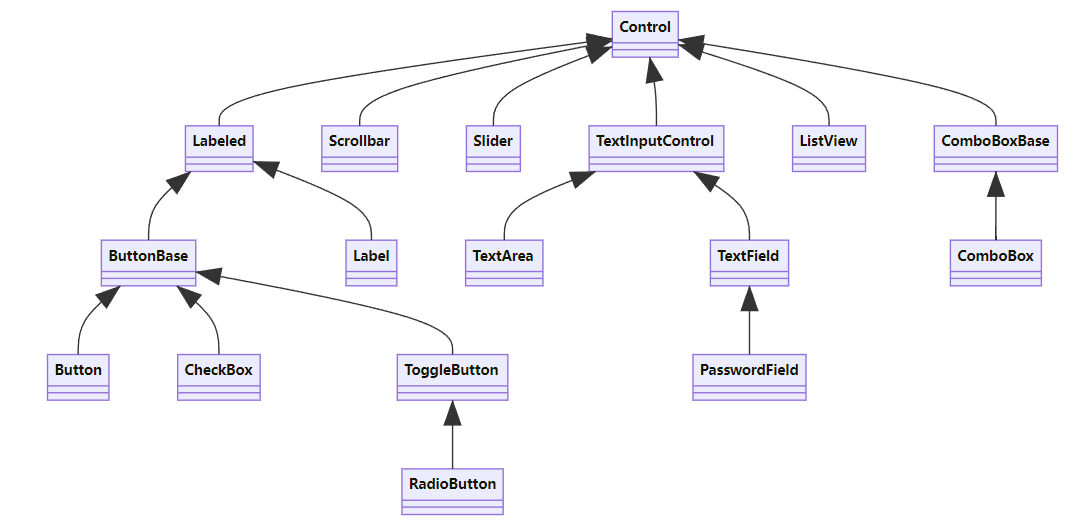 Control
Labeled
Scrollbar
Slider
TextInputControl
ListView
ComboBoxBase
ButtonBase
Label
TextArea
TextField
ComboBox
Button
CheckBox
ToggleButton
PasswordField
RadioButton